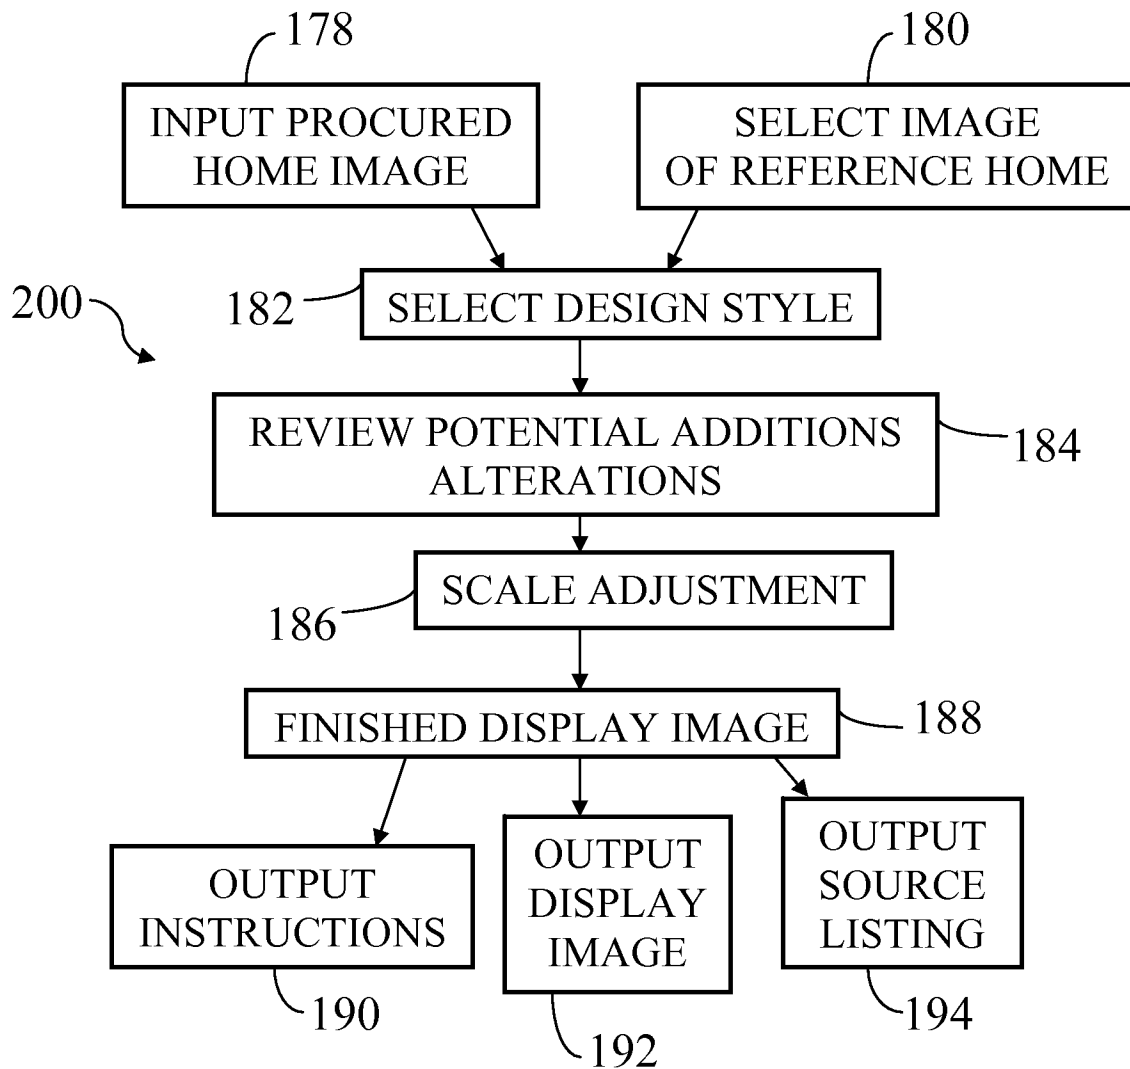 178
180
INPUT PROCURED
HOME IMAGE
SELECT IMAGE
OF REFERENCE HOME
200
182
SELECT DESIGN STYLE
REVIEW POTENTIAL ADDITIONS
ALTERATIONS
184
SCALE ADJUSTMENT
186
FINISHED DISPLAY IMAGE
188
OUTPUT
INSTRUCTIONS
OUTPUT
DISPLAY
IMAGE
OUTPUT
SOURCE
LISTING
190
192
194